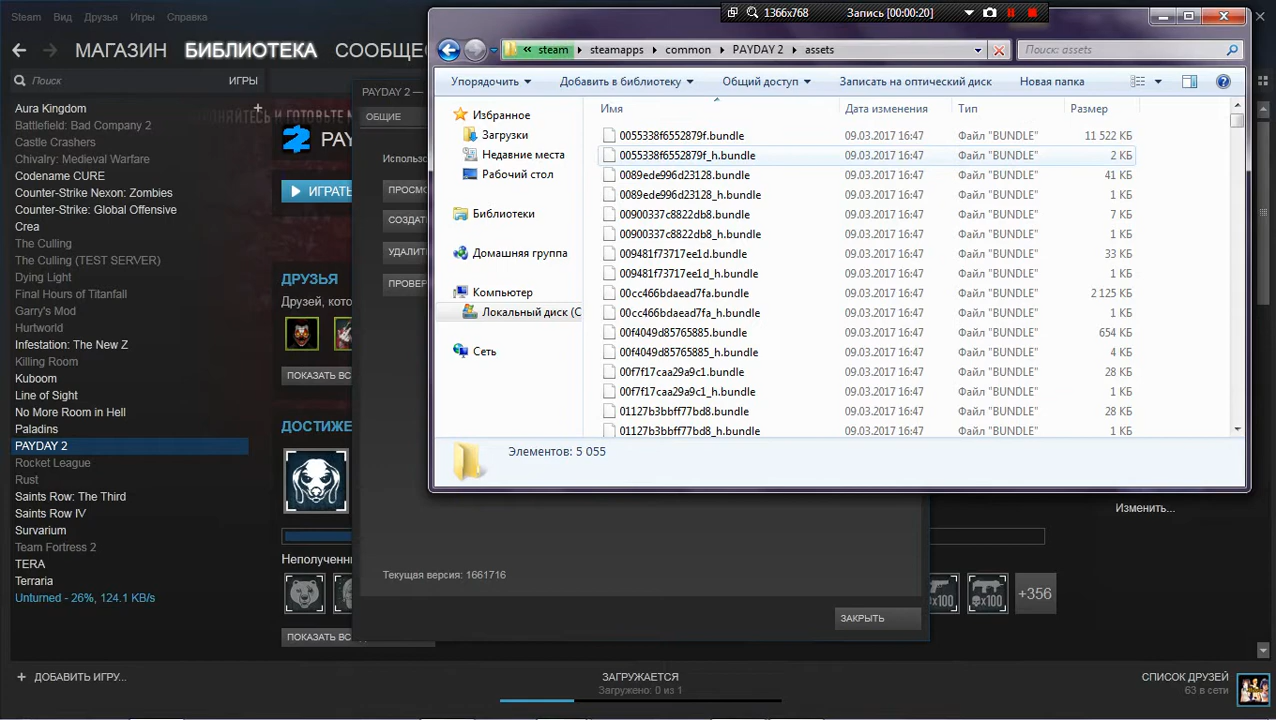 Steam Вид Друзья Игры Справка
МАГАЗИН БИБЛИОТЕКА
Поиск ИГРЫ
Aura Kingdom
Battlefield: Bad Company 2
Castle Crashers
Chivalry: Medieval Warfare
Codename CURE
Counter-Strike Nexon: Zombies
Counter-Strike: Global Offensive
Crea
The Culling
The Culling (TEST SERVER)
Dying Light
Final Hours of Titanfall
Garry's Mod
Hurtworld
Infestation: The New Z
Killing Room
Kuboom
Line of Sight
No More Room in Hell
Paladins
PAYDAY 2
Rocket League
Rust
Saints Row: The Third
Saints Row IV
Survarium
Team Fortress 2
TERA
Terraria
Unturned - 26%, 124.1 KB/s
ДОБАВИТЬ ИГРУ...
ИГРАТЬ
ДРУЗЬЯ
ПОКАЗАТЬ
PAYDAY 2 —
ОБЩИЕ
Текущая версия: 1661716
ЗАКРЫТЬ
+356
Изменить...
ЗАГРУЖАЕТСЯ
Загружено: 0 из 1
СПИСОК ДРУЗЕЙ
63 в сети
1366x768 Запись [00:00:20]
« steam steamapps common PAYDAY 2 assets
Поиск: assets
Упорядочить Добавить в библиотеку Общий доступ Записать на оптический диск Новая папка
Избранное
Загрузки
Недавние места
Рабочий стол
Библиотеки
Домашняя группа
Компьютер
Локальный диск (C
Сеть
Имя Дата изменения Тип Размер
0055338f6552879f.bundle 09.03.2017 16:47 Файл "BUNDLE" 11 522 КБ
0055338f6552879f_h.bundle 09.03.2017 16:47 Файл "BUNDLE" 2 КБ
0089ede996d23128.bundle 09.03.2017 16:47 Файл "BUNDLE" 41 КБ
0089ede996d23128_h.bundle 09.03.2017 16:47 Файл "BUNDLE" 1 КБ
00900337c8822db8.bundle 09.03.2017 16:47 Файл "BUNDLE" 7 КБ
00900337c8822db8_h.bundle 09.03.2017 16:47 Файл "BUNDLE" 1 КБ
009481f73717ee1d.bundle 09.03.2017 16:47 Файл "BUNDLE" 33 КБ
009481f73717ee1d_h.bundle 09.03.2017 16:47 Файл "BUNDLE" 1 КБ
00cc466bdaead7fa.bundle 09.03.2017 16:47 Файл "BUNDLE" 2 125 КБ
00cc466bdaead7fa_h.bundle 09.03.2017 16:47 Файл "BUNDLE" 1 КБ
00f4049d85765885.bundle 09.03.2017 16:47 Файл "BUNDLE" 654 КБ
00f4049d85765885_h.bundle 09.03.2017 16:47 Файл "BUNDLE" 4 КБ
00f7f17caa29a9c1.bundle 09.03.2017 16:47 Файл "BUNDLE" 28 КБ
00f7f17caa29a9c1_h.bundle 09.03.2017 16:47 Файл "BUNDLE" 1 КБ
01127b3bbff77bd8.bundle 09.03.2017 16:47 Файл "BUNDLE" 28 КБ
01127b3bbff77bd8_h.bundle 09.03.2017 16:47 Файл "BUNDLE" 1 КБ
Элементов: 5 055